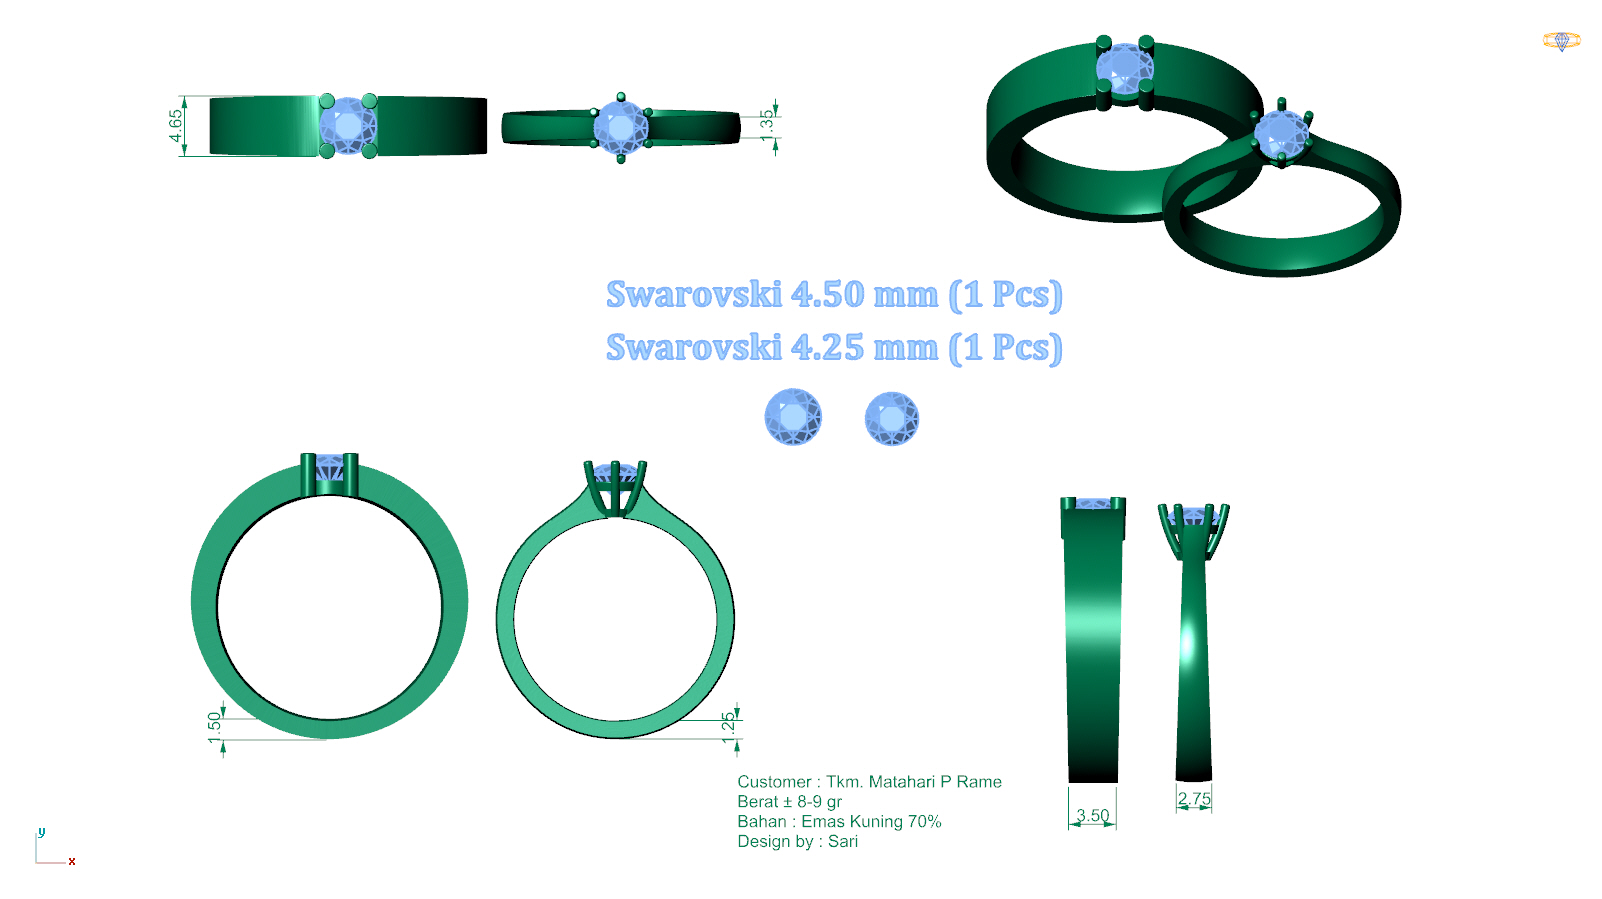 4.65
1.35
Swarovski 4.50 mm (1 Pcs)
Swarovski 4.25 mm (1 Pcs)
1.50
1.25
Customer : Tkm. Matahari P Rame
Berat ± 8-9 gr
Bahan : Emas Kuning 70%
Design by : Sari
3.50
2.75
y
x